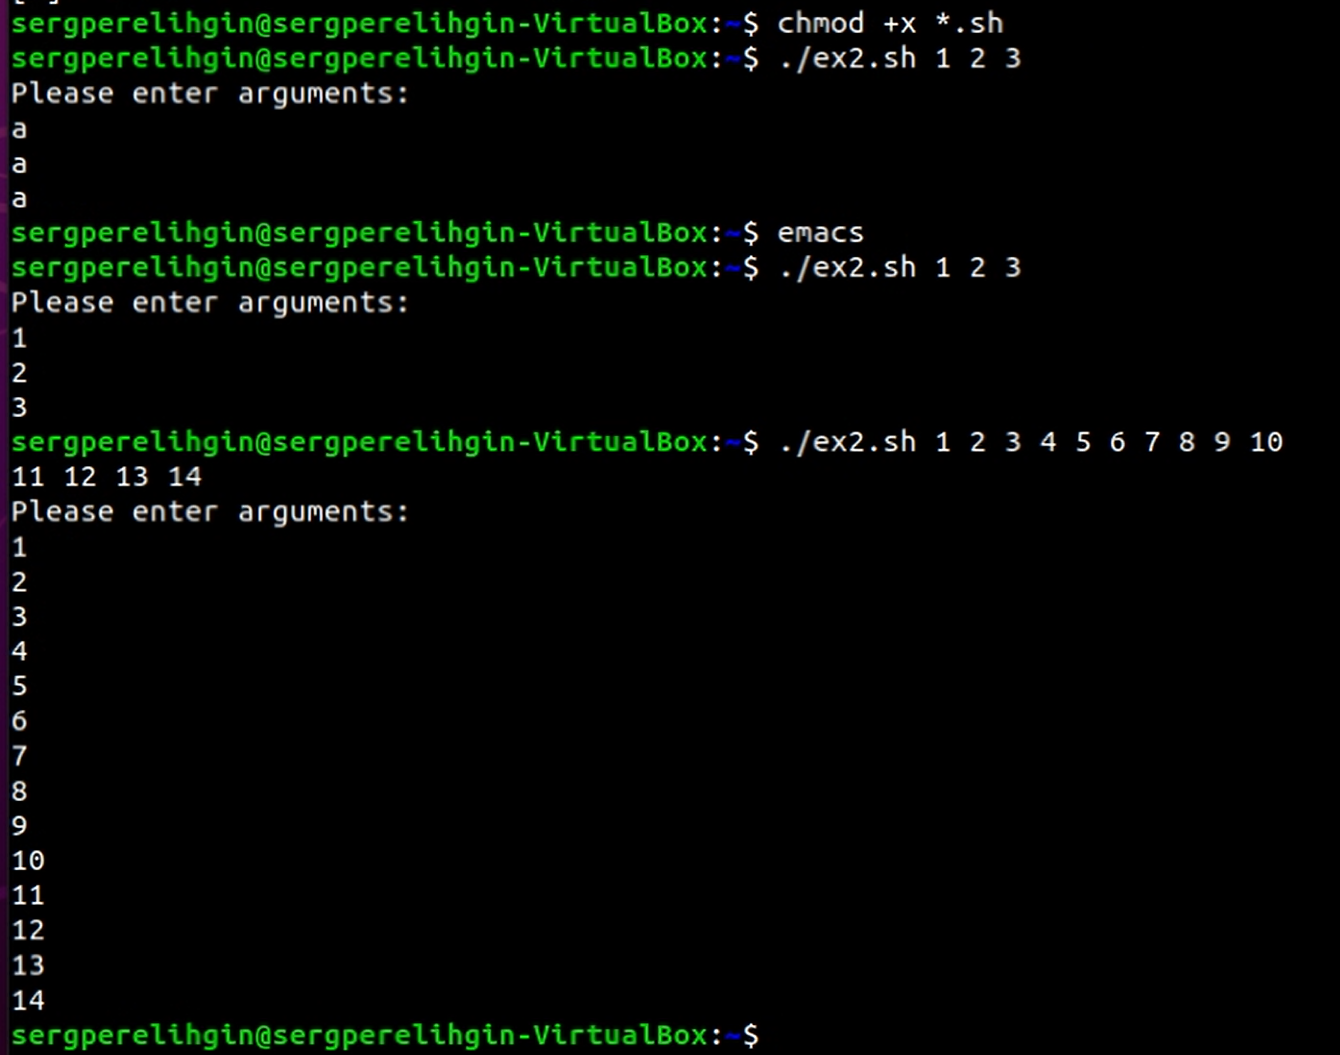 sergperelihgin@sergperelihgin-VirtualBox:~$ chmod +x *.sh
sergperelihgin@sergperelihgin-VirtualBox:~$ ./ex2.sh 1 2 3
Please enter arguments:
a
a
a
sergperelihgin@sergperelihgin-VirtualBox:~$ emacs
sergperelihgin@sergperelihgin-VirtualBox:~$ ./ex2.sh 1 2 3
Please enter arguments:
1
2
3
sergperelihgin@sergperelihgin-VirtualBox:~$ ./ex2.sh 1 2 3 4 5 6 7 8 9 10
11 12 13 14
Please enter arguments:
1
2
3
4
5
6
7
8
9
10
11
12
13
14
sergperelihgin@sergperelihgin-VirtualBox:~$